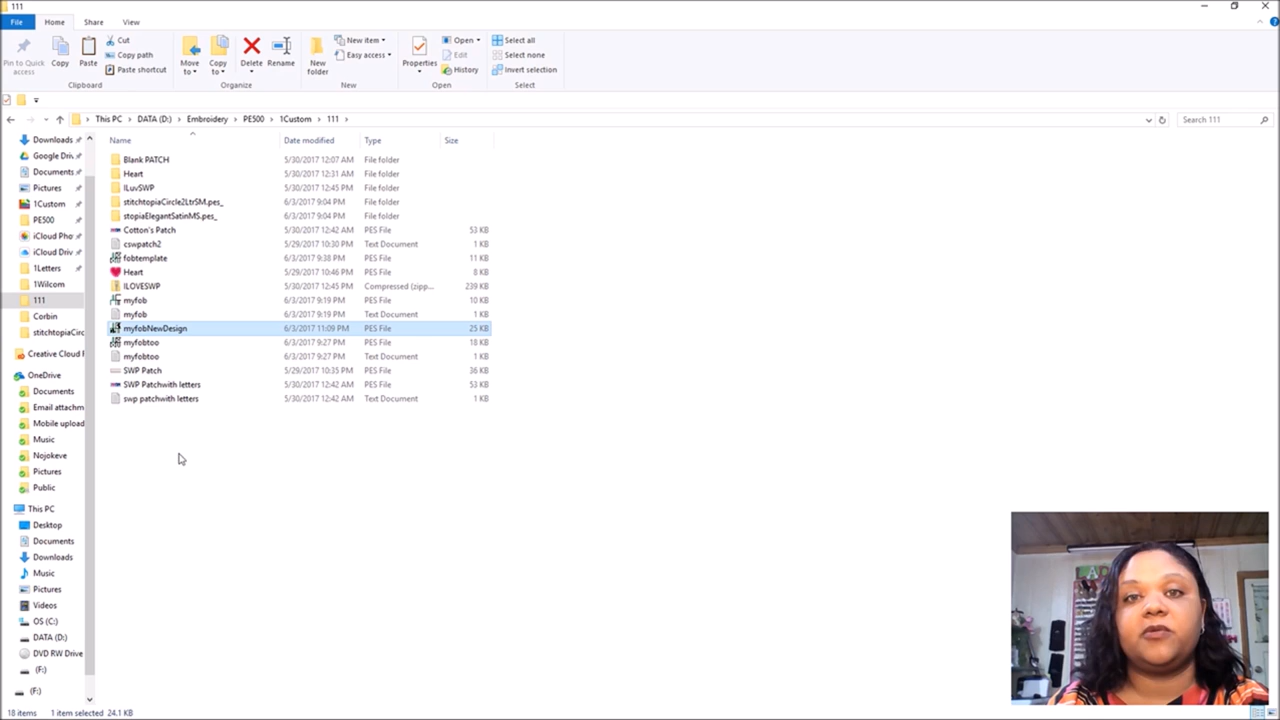 111
File Home Share View
Pin to Quick access
Copy
Paste
Cut
Copy path
Paste shortcut
Clipboard
Move to
Copy to
Delete
Rename
Organize
New folder
New item
Easy access
New
Properties
Open
Edit
History
Open
Select all
Select none
Invert selection
Select
This PC > DATA (D:) > Embroidery > PE500 > 1Custom > 111 >
Search 111
Name Date modified Type Size
Blank PATCH 5/30/2017 12:07 AM File folder
Heart 5/30/2017 12:31 AM File folder
ILuvSWP 5/30/2017 12:45 PM File folder
stitchtopiaCircle2LtrSM.pes_ 6/3/2017 9:04 PM File folder
stopiaElegantSatinMS.pes_ 6/3/2017 9:04 PM File folder
Cotton's Patch 5/30/2017 12:42 AM PES File 53 KB
cswpatch2 5/29/2017 10:30 PM Text Document 1 KB
fobtemplate 6/3/2017 9:38 PM PES File 11 KB
Heart 5/29/2017 10:46 PM PES File 8 KB
ILOVESWP 5/30/2017 12:45 PM Compressed (zipp... 239 KB
myfob 6/3/2017 9:19 PM PES File 10 KB
myfob 6/3/2017 9:19 PM Text Document 1 KB
myfobNewDesign 6/3/2017 11:09 PM PES File 25 KB
myfobtoo 6/3/2017 9:27 PM PES File 18 KB
myfobtoo 6/3/2017 9:27 PM Text Document 1 KB
SWP Patch 5/29/2017 10:35 PM PES File 36 KB
SWP Patchwith letters 5/30/2017 12:42 AM PES File 53 KB
swp patchwith letters 5/30/2017 12:42 AM Text Document 1 KB
Downloads
Google Driv
Documents
Pictures
1Custom
PE500
iCloud Pho
iCloud Driv
1Letters
1Wilcom
111
Corbin
stitchtopiaCirc
Creative Cloud F
OneDrive
Documents
Email attachm
Mobile upload
Music
Nojokeve
Pictures
Public
This PC
Desktop
Documents
Downloads
Music
Pictures
Videos
OS (C:)
DATA (D:)
DVD RW Drive
(F:)
(F:)
18 items 1 item selected 24.1 KB